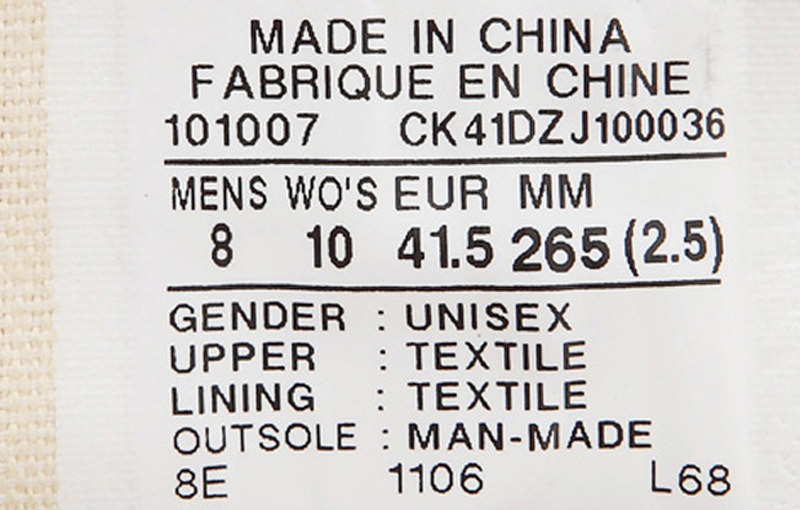 MADE IN CHINA
FABRIQUE EN CHINE
101007 CK41DZJ100036
MENS WO'S EUR MM
8 10 41.5 265 (2.5)
GENDER : UNISEX
UPPER : TEXTILE
LINING : TEXTILE
OUTSOLE : MAN-MADE
8E 1106 L68